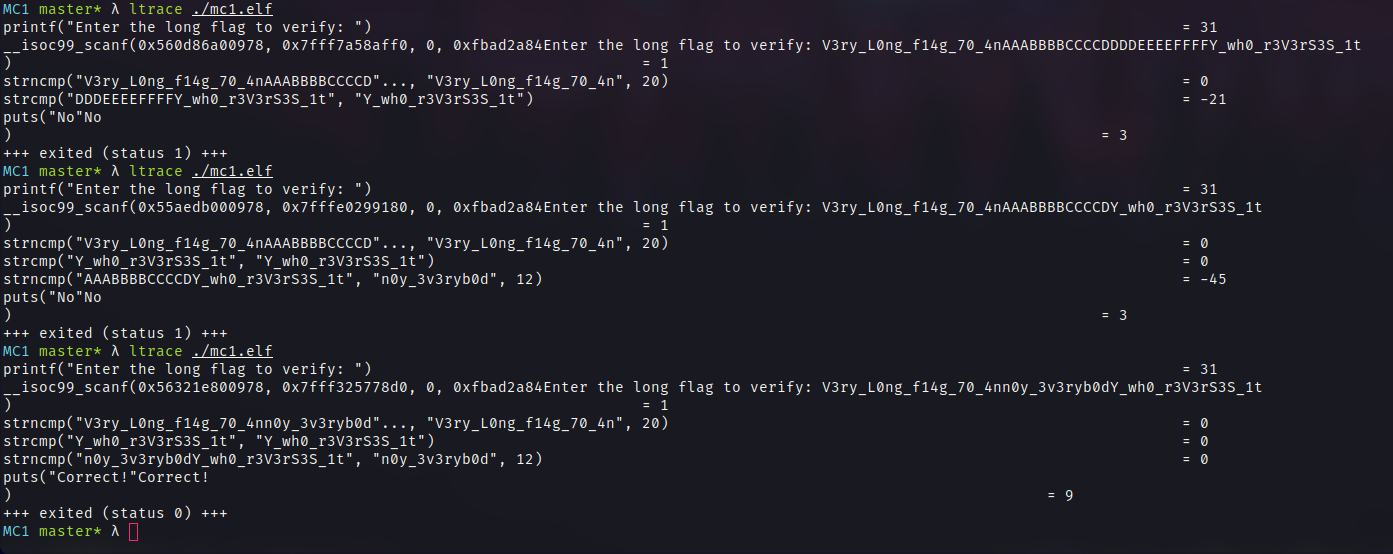 MC1 master* λ ltrace ./mc1.elf
printf("Enter the long flag to verify: ") = 31
__isoc99_scanf(0x560d86a00978, 0x7fff7a58aff0, 0, 0xfbad2a84Enter the long flag to verify: V3ry_L0ng_f14g_70_4nAAABBBBCCCCDDDDEEEEFFFFY_wh0_r3V3rS3S_1t
) = 1
strncmp("V3ry_L0ng_f14g_70_4nAAABBBBCCCCD"..., "V3ry_L0ng_f14g_70_4n", 20) = 0
strcmp("DDDEEEEFFFFY_wh0_r3V3rS3S_1t", "Y_wh0_r3V3rS3S_1t") = -21
puts("No"No
) = 3
+++ exited (status 1) +++
MC1 master* λ ltrace ./mc1.elf
printf("Enter the long flag to verify: ") = 31
__isoc99_scanf(0x55aedb000978, 0x7fffe0299180, 0, 0xfbad2a84Enter the long flag to verify: V3ry_L0ng_f14g_70_4nAAABBBBCCCCDY_wh0_r3V3rS3S_1t
) = 1
strncmp("V3ry_L0ng_f14g_70_4nAAABBBBCCCCD"..., "V3ry_L0ng_f14g_70_4n", 20) = 0
strcmp("Y_wh0_r3V3rS3S_1t", "Y_wh0_r3V3rS3S_1t") = 0
strncmp("AAABBBBCCCCDY_wh0_r3V3rS3S_1t", "n0y_3v3ryb0d", 12) = -45
puts("No"No
) = 3
+++ exited (status 1) +++
MC1 master* λ ltrace ./mc1.elf
printf("Enter the long flag to verify: ") = 31
__isoc99_scanf(0x56321e800978, 0x7fff325778d0, 0, 0xfbad2a84Enter the long flag to verify: V3ry_L0ng_f14g_70_4nn0y_3v3ryb0dY_wh0_r3V3rS3S_1t
) = 1
strncmp("V3ry_L0ng_f14g_70_4nn0y_3v3ryb0d"..., "V3ry_L0ng_f14g_70_4n", 20) = 0
strcmp("Y_wh0_r3V3rS3S_1t", "Y_wh0_r3V3rS3S_1t") = 0
strncmp("n0y_3v3ryb0dY_wh0_r3V3rS3S_1t", "n0y_3v3ryb0d", 12) = 0
puts("Correct!"Correct!
) = 9
+++ exited (status 0) +++
MC1 master* λ